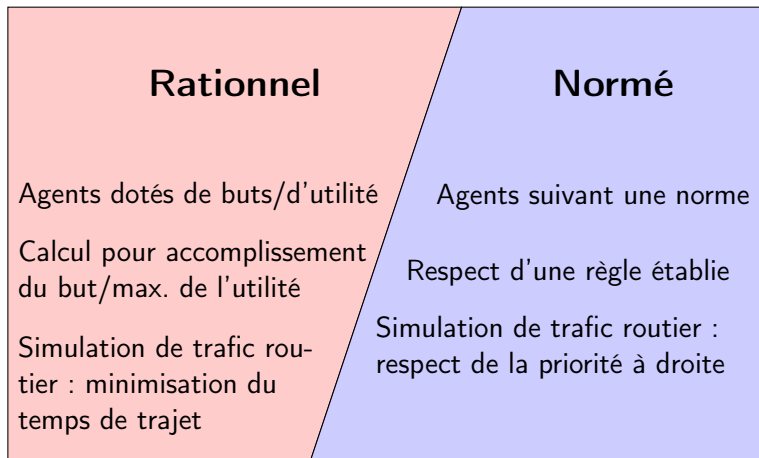 Rationnel
Agents dotés de buts/d'utilité
Calcul pour accomplissement
du but/max. de l'utilité
Simulation de trafic rou-
tier : minimisation du
temps de trajet
Normé
Agents suivant une norme
Respect d'une règle établie
Simulation de trafic routier :
respect de la priorité à droite